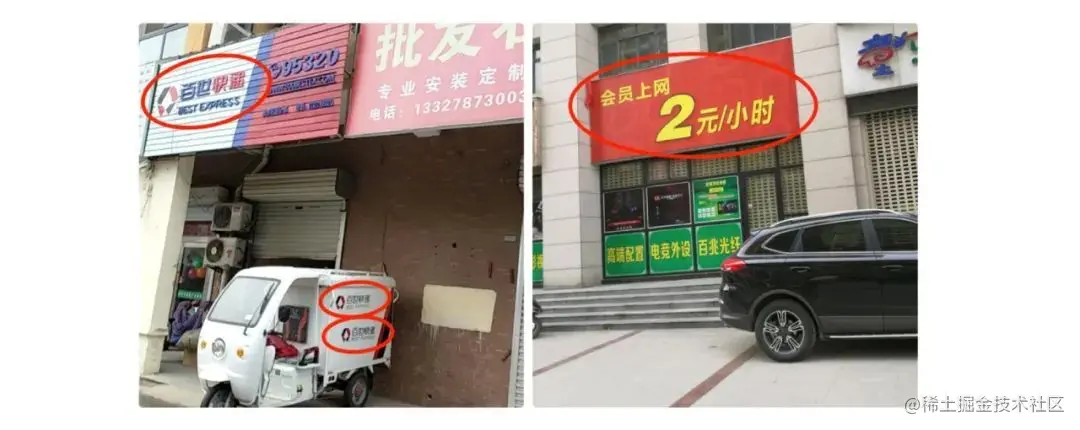 百世快递
BEST EXPRESS
95320
批发
专业安装定制
电话:13327873003
百世快递
百世快递
会员上网
2元/小时
高端配置
电竞外设
百兆光纤
@稀土掘金技术社区